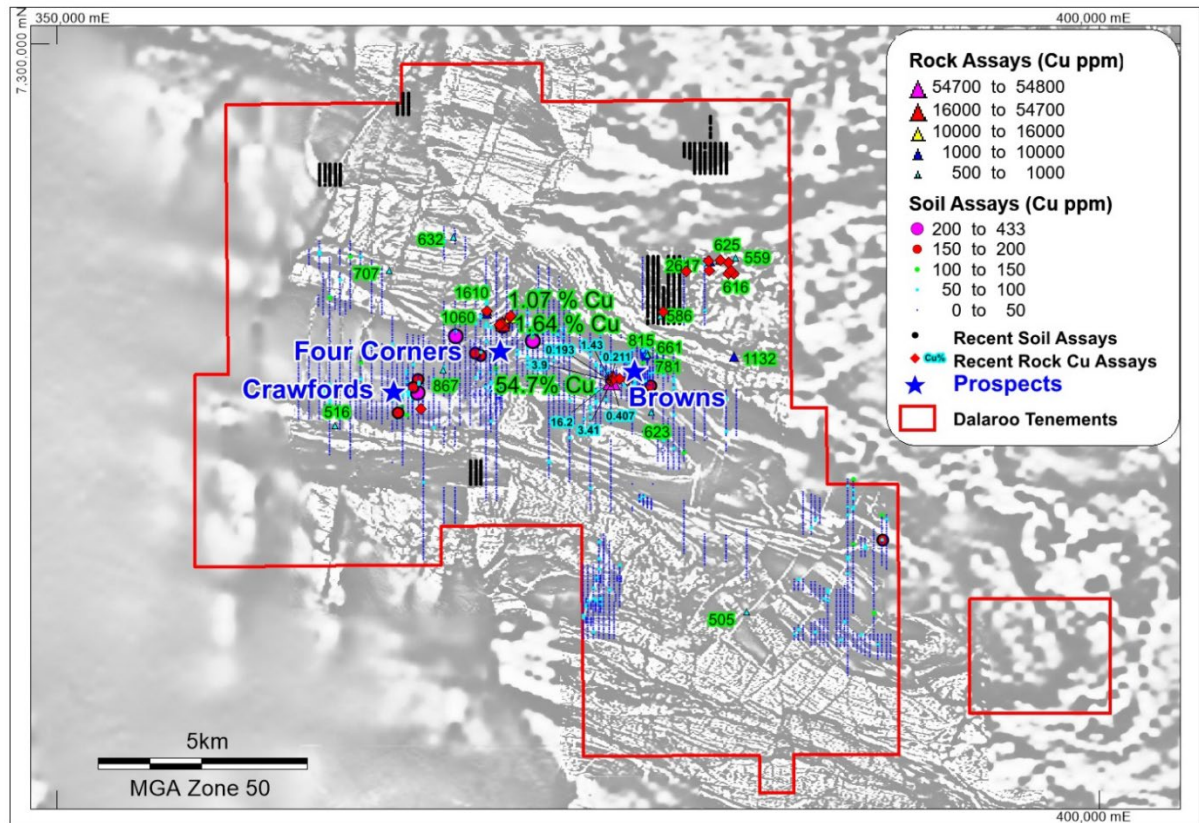 350,000 mE
400,000 mE
7,300,000 mN
Rock Assays (Cu ppm)
54700 to 54800
16000 to 54700
10000 to 16000
1000 to 10000
500 to 1000
Soil Assays (Cu ppm)
200 to 433
150 to 200
100 to 150
50 to 100
0 to 50
Recent Soil Assays
Cu% Recent Rock Cu Assays
Prospects
Dalaroo Tenements
632
625
559
707
2617
616
1610
1.07 % Cu
586
1060
1.64 % Cu
815
661
Four Corners
0.193
1.43
0.211
1132
3.9
781
Crawfords
867
54.7% Cu
Browns
516
16.2
3.41
0.407
623
505
5km
MGA Zone 50
400,000 mE